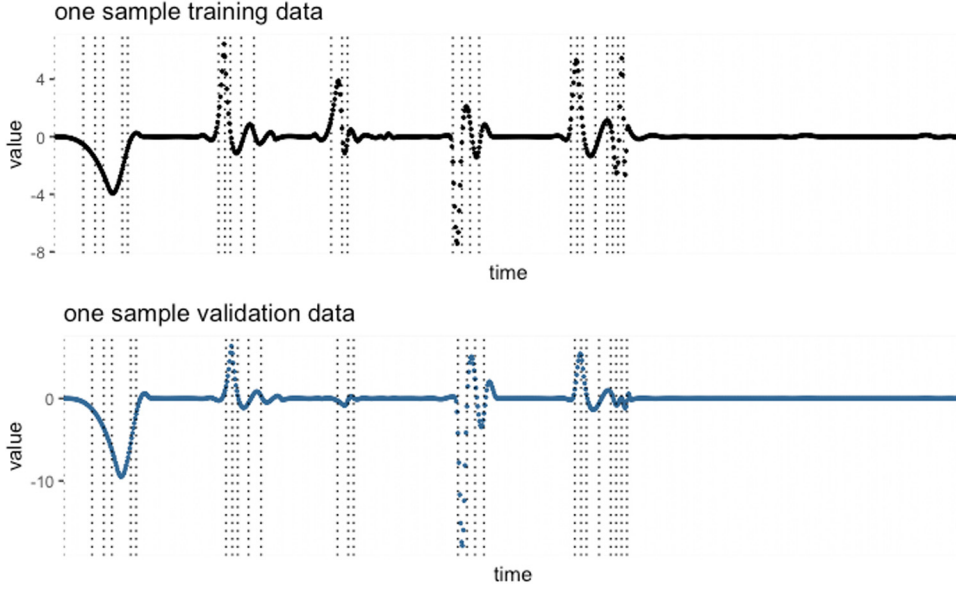 one sample training data
4
0
-4
-8
value
time
one sample validation data
0
-10
value
time